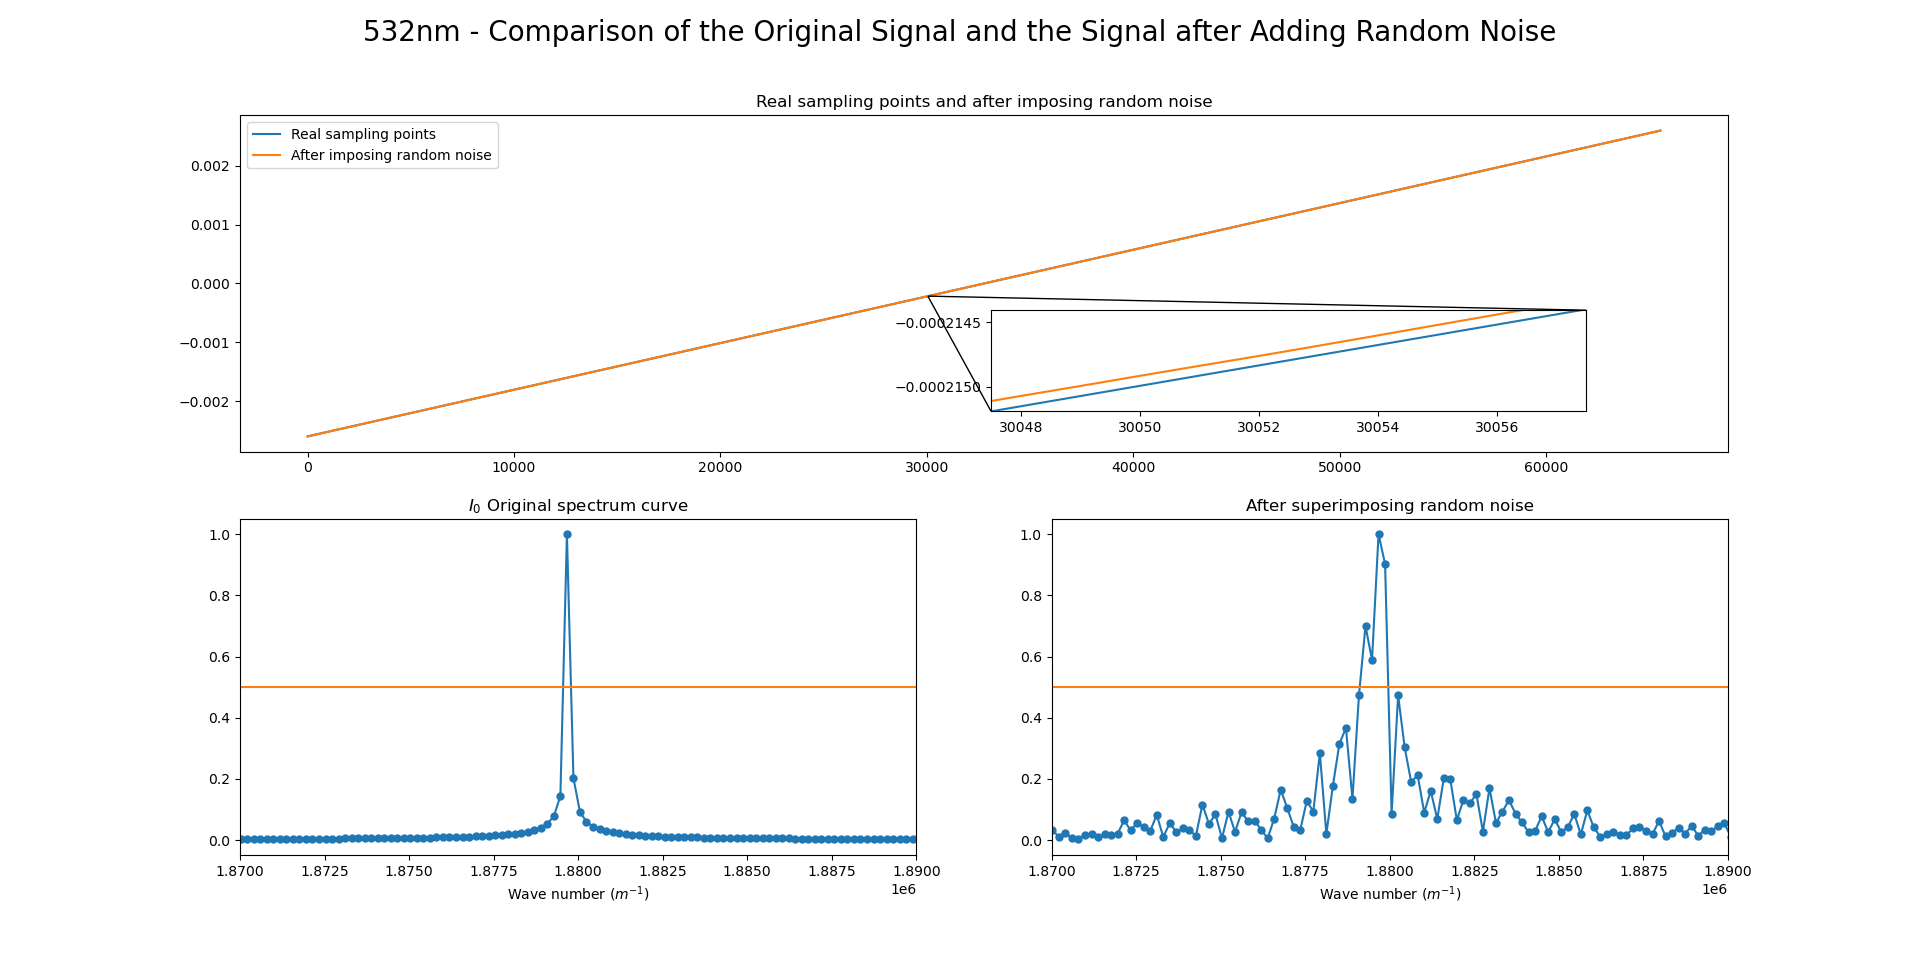 532nm - Comparison of the Original Signal and the Signal after Adding Random Noise
Real sampling points and after imposing random noise
Real sampling points
After imposing random noise
0.002
0.001
0.000
−0.001
−0.002
−0.0002145
−0.0002150
30048 30050 30052 30054 30056
0 10000 20000 30000 40000 50000 60000
I₀ Original spectrum curve
1.0
0.8
0.6
0.4
0.2
0.0
1.8700 1.8725 1.8750 1.8775 1.8800 1.8825 1.8850 1.8875 1.8900
1e6
Wave number (m⁻¹)
After superimposing random noise
1.0
0.8
0.6
0.4
0.2
0.0
1.8700 1.8725 1.8750 1.8775 1.8800 1.8825 1.8850 1.8875 1.8900
1e6
Wave number (m⁻¹)